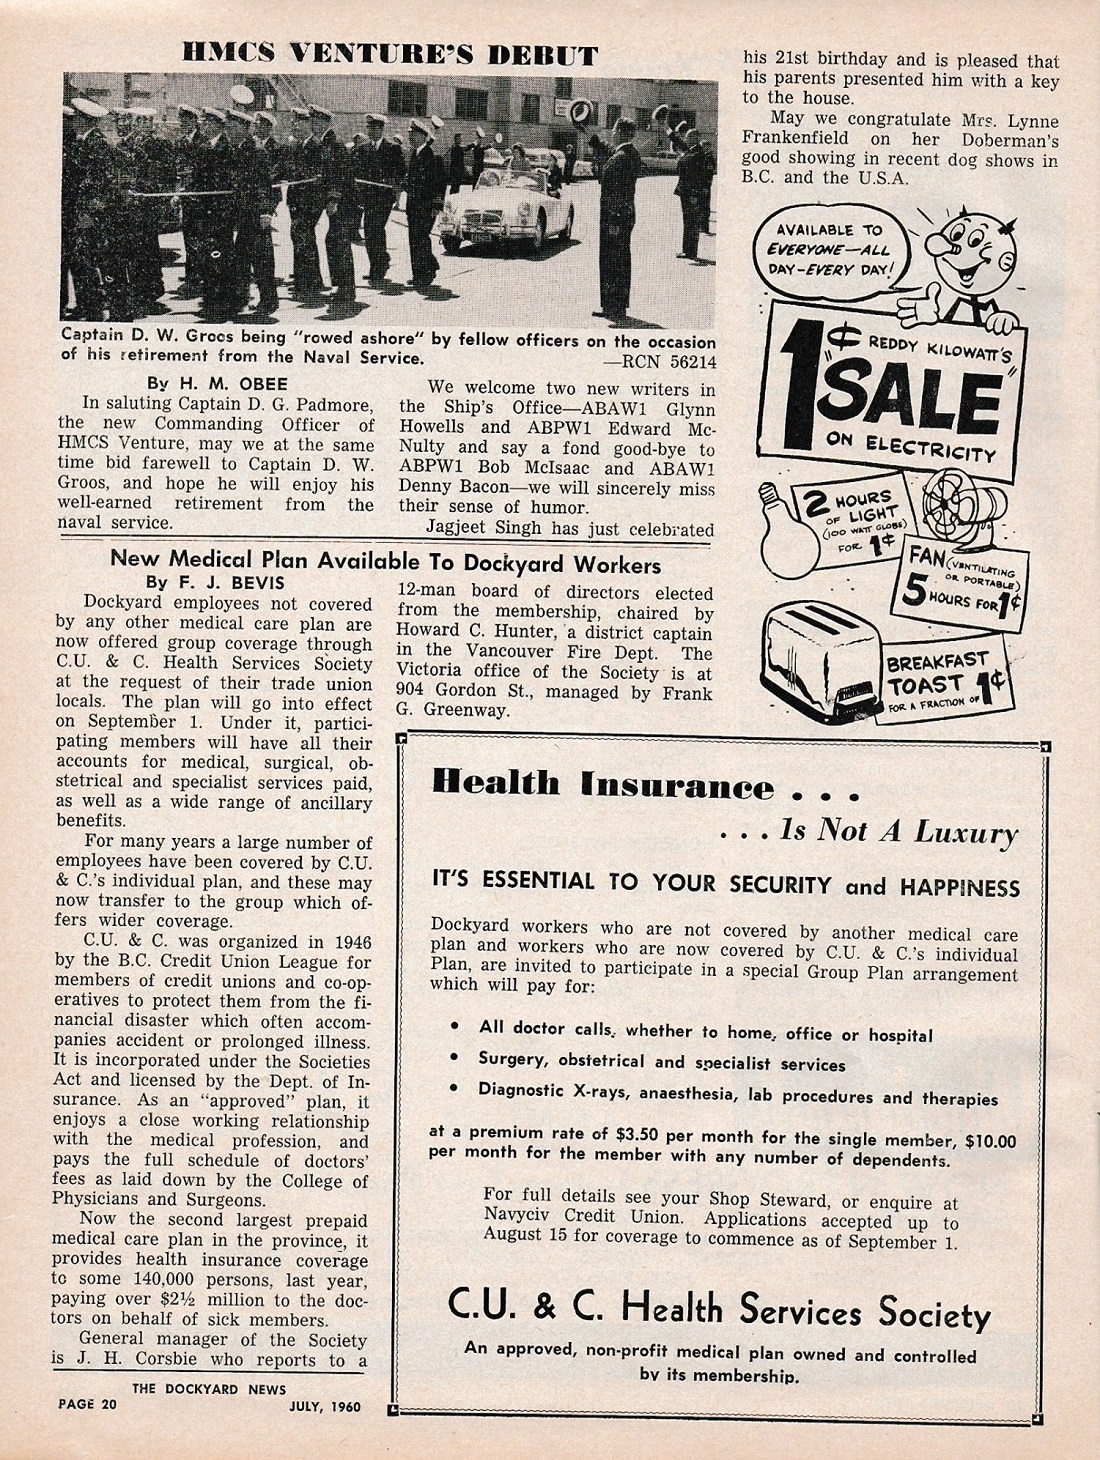 HMCS VENTURE'S DEBUT
Captain D. W. Groos being "rowed ashore" by fellow officers on the occasion
of his retirement from the Naval Service. —RCN 56214
By H. M. OBEE
In saluting Captain D. G. Padmore,
the new Commanding Officer of
HMCS Venture, may we at the same
time bid farewell to Captain D. W.
Groos, and hope he will enjoy his
well-earned retirement from the
naval service.
We welcome two new writers in
the Ship's Office—ABAW1 Glynn
Howells and ABPW1 Edward Mc-
Nulty and say a fond good-bye to
ABPW1 Bob McIsaac and ABAW1
Denny Bacon—we will sincerely miss
their sense of humor.
Jagjeet Singh has just celebrated
his 21st birthday and is pleased that
his parents presented him with a key
to the house.
May we congratulate Mrs. Lynne
Frankenfield on her Doberman's
good showing in recent dog shows in
B.C. and the U.S.A.
AVAILABLE TO
EVERYONE—ALL
DAY-EVERY DAY!
1¢ REDDY KILOWATT'S
"SALE"
ON ELECTRICITY
2 HOURS
OF LIGHT
(100 WATT GLOBE)
FOR 1¢
FAN (VENTILATING
OR PORTABLE)
5 HOURS FOR 1¢
BREAKFAST
TOAST 1¢
FOR A FRACTION OF
New Medical Plan Available To Dockyard Workers
By F. J. BEVIS
Dockyard employees not covered
by any other medical care plan are
now offered group coverage through
C.U. & C. Health Services Society
at the request of their trade union
locals. The plan will go into effect
on September 1. Under it, partici-
pating members will have all their
accounts for medical, surgical, ob-
stetrical and specialist services paid,
as well as a wide range of ancillary
benefits.
For many years a large number of
employees have been covered by C.U.
& C.'s individual plan, and these may
now transfer to the group which of-
fers wider coverage.
C.U. & C. was organized in 1946
by the B.C. Credit Union League for
members of credit unions and co-op-
eratives to protect them from the fi-
nancial disaster which often accom-
panies accident or prolonged illness.
It is incorporated under the Societies
Act and licensed by the Dept. of In-
surance. As an "approved" plan, it
enjoys a close working relationship
with the medical profession, and
pays the full schedule of doctors'
fees as laid down by the College of
Physicians and Surgeons.
Now the second largest prepaid
medical care plan in the province, it
provides health insurance coverage
to some 140,000 persons, last year,
paying over $2½ million to the doc-
tors on behalf of sick members.
General manager of the Society
is J. H. Corsbie who reports to a
12-man board of directors elected
from the membership, chaired by
Howard C. Hunter, a district captain
in the Vancouver Fire Dept. The
Victoria office of the Society is at
904 Gordon St., managed by Frank
G. Greenway.
Health Insurance . . .
. . . Is Not A Luxury
IT'S ESSENTIAL TO YOUR SECURITY and HAPPINESS
Dockyard workers who are not covered by another medical care
plan and workers who are now covered by C.U. & C.'s individual
Plan, are invited to participate in a special Group Plan arrangement
which will pay for:
• All doctor calls, whether to home, office or hospital
• Surgery, obstetrical and specialist services
• Diagnostic X-rays, anaesthesia, lab procedures and therapies
at a premium rate of $3.50 per month for the single member, $10.00
per month for the member with any number of dependents.
For full details see your Shop Steward, or enquire at
Navyciv Credit Union. Applications accepted up to
August 15 for coverage to commence as of September 1.
C.U. & C. Health Services Society
An approved, non-profit medical plan owned and controlled
by its membership.
THE DOCKYARD NEWS
PAGE 20 JULY, 1960